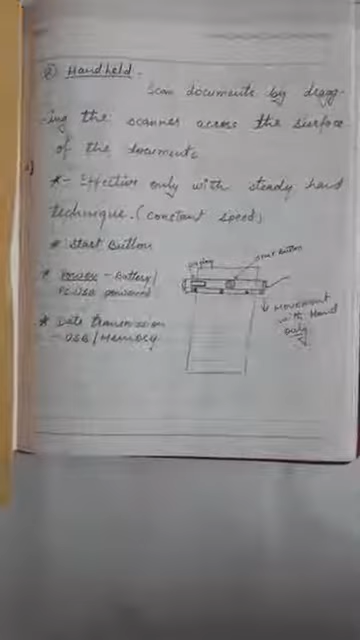 ② Handheld -
Scan documents by dragg-
-ing the scanner across the surface
of the documents
* - Effective only with steady hand
technique. (constant speed)
* Start Button
* Power - Battery/
PC-USB powered
* Data transmission
- USB/Memory
start button
↓ Movement
with Hand
only